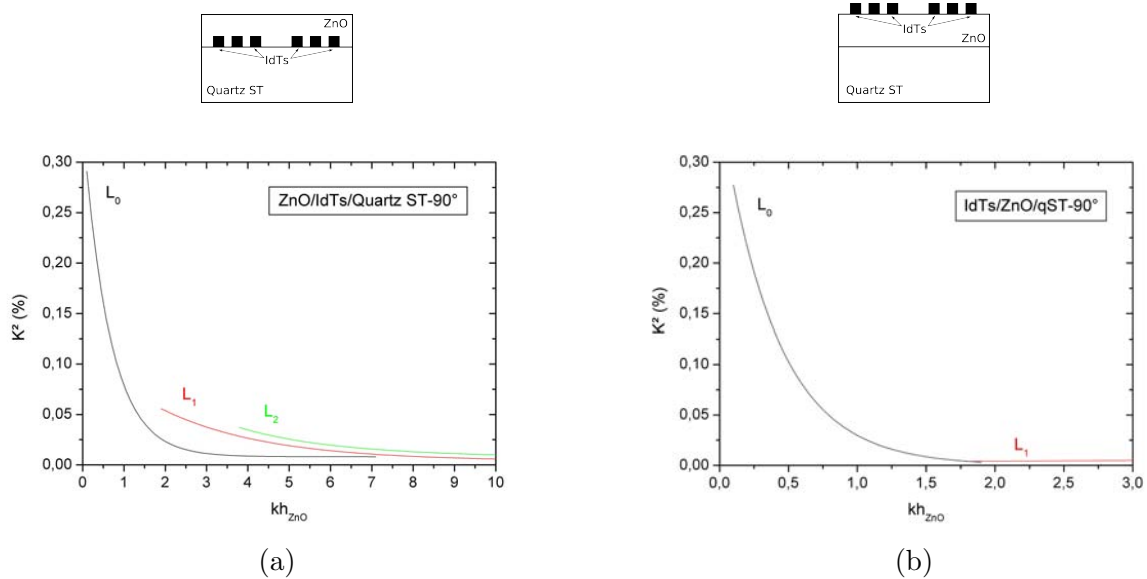 ZnO
IdTs
Quartz ST
0,30
0,25
0,20
0,15
0,10
0,05
0,00
K² (%)
L₀
ZnO/IdTs/Quartz ST-90°
L₁
L₂
0 1 2 3 4 5 6 7 8 9 10
kh_ZnO
(a)
IdTs
ZnO
Quartz ST
0,30
0,25
0,20
0,15
0,10
0,05
0,00
K² (%)
L₀
IdTs/ZnO/qST-90°
L₁
0,0 0,5 1,0 1,5 2,0 2,5 3,0
kh_ZnO
(b)